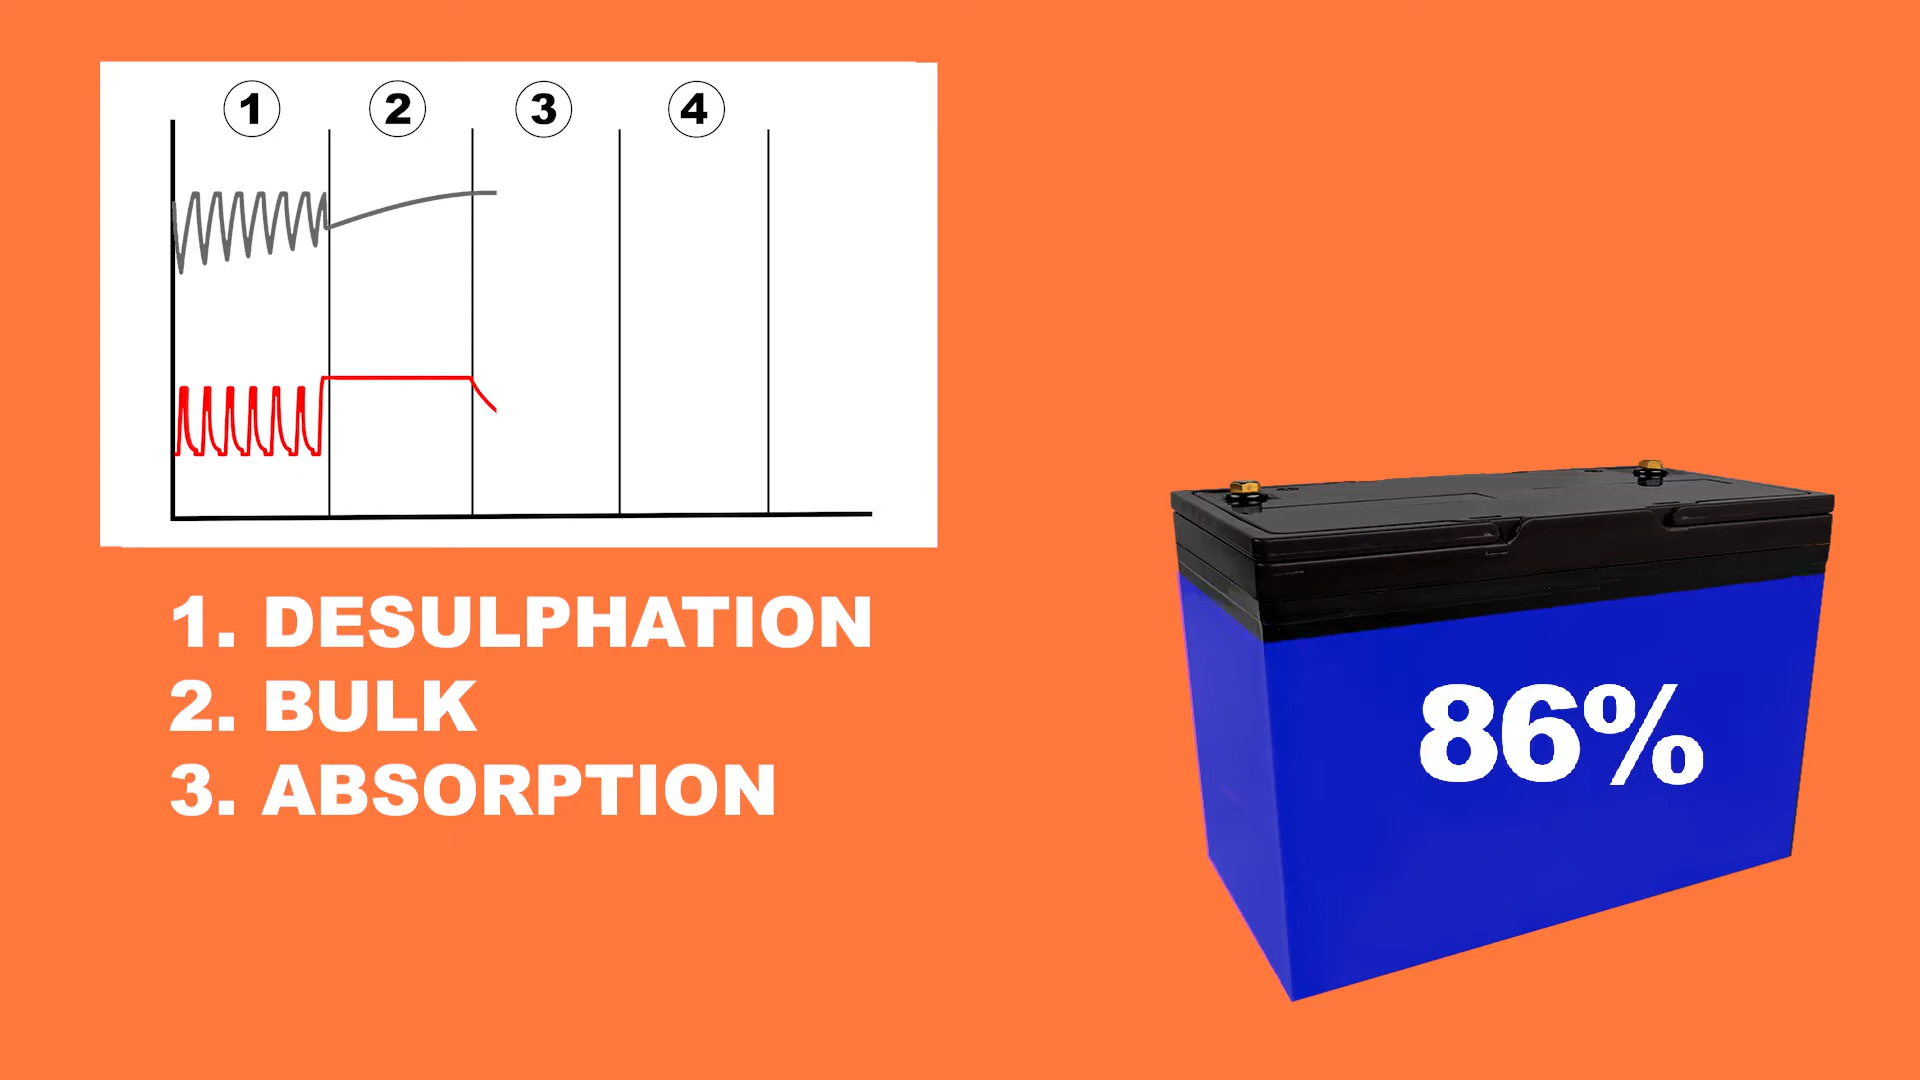 1 2 3 4
1. DESULPHATION
2. BULK
3. ABSORPTION
86%